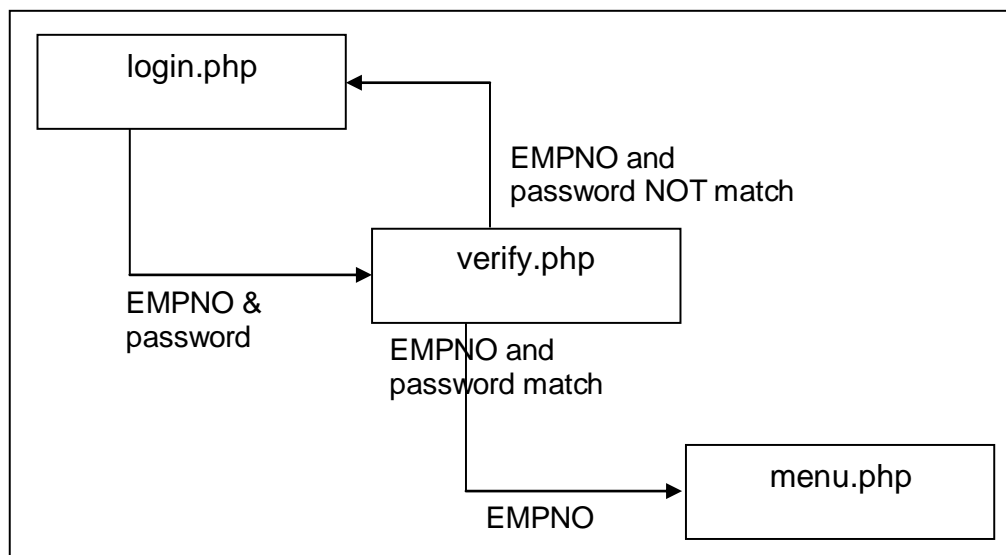 login.php
EMPNO and
password NOT match
verify.php
EMPNO &
password
EMPNO and
password match
menu.php
EMPNO